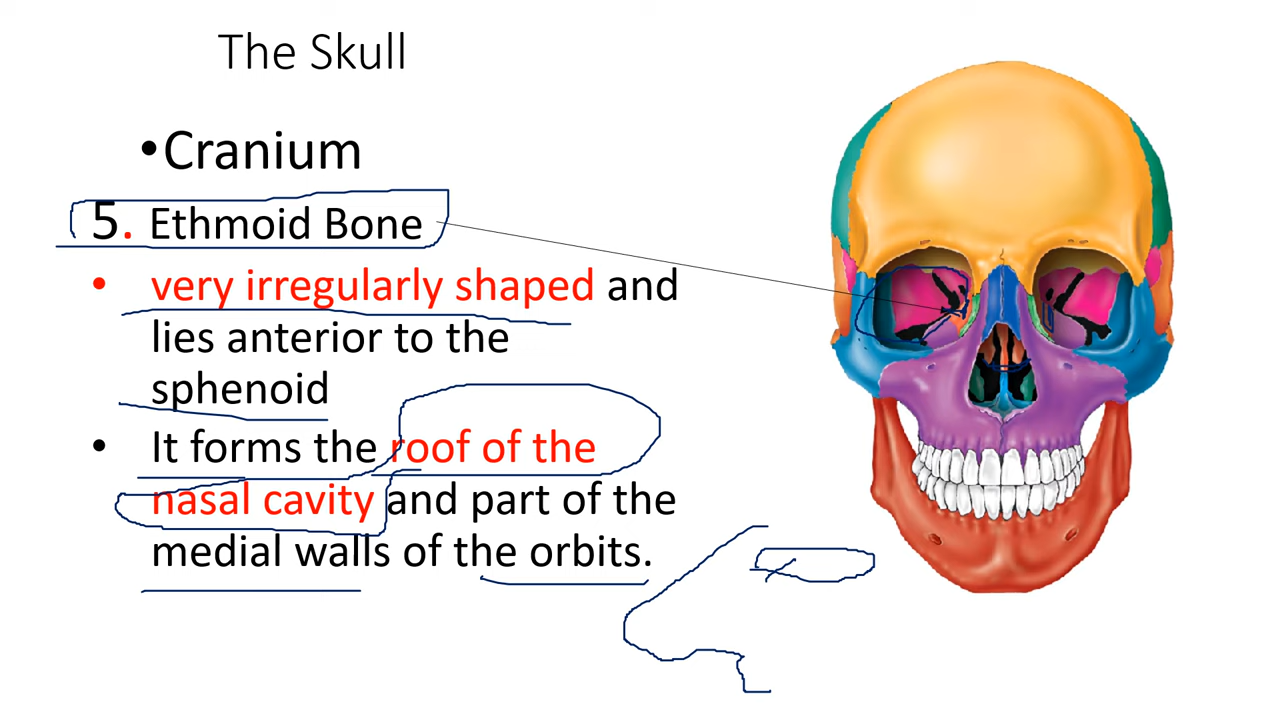 The Skull
•Cranium
5. Ethmoid Bone
• very irregularly shaped and
lies anterior to the
sphenoid
• It forms the roof of the
nasal cavity and part of the
medial walls of the orbits.